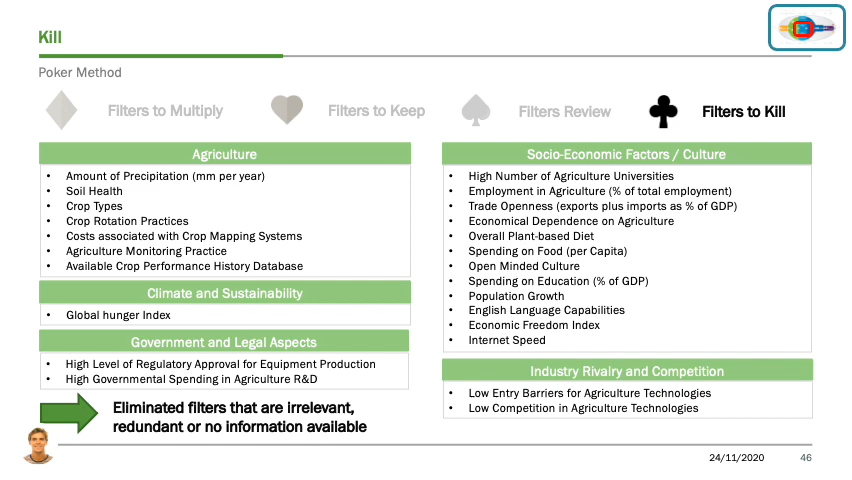 Kill
Poker Method
Filters to Multiply
Filters to Keep
Filters Review
Filters to Kill
Agriculture
• Amount of Precipitation (mm per year)
• Soil Health
• Crop Types
• Crop Rotation Practices
• Costs associated with Crop Mapping Systems
• Agriculture Monitoring Practice
• Available Crop Performance History Database
Climate and Sustainability
• Global hunger Index
Government and Legal Aspects
• High Level of Regulatory Approval for Equipment Production
• High Governmental Spending in Agriculture R&D
Eliminated filters that are irrelevant,
redundant or no information available
Socio-Economic Factors / Culture
• High Number of Agriculture Universities
• Employment in Agriculture (% of total employment)
• Trade Openness (exports plus imports as % of GDP)
• Economical Dependence on Agriculture
• Overall Plant-based Diet
• Spending on Food (per Capita)
• Open Minded Culture
• Spending on Education (% of GDP)
• Population Growth
• English Language Capabilities
• Economic Freedom Index
• Internet Speed
Industry Rivalry and Competition
• Low Entry Barriers for Agriculture Technologies
• Low Competition in Agriculture Technologies
24/11/2020
46